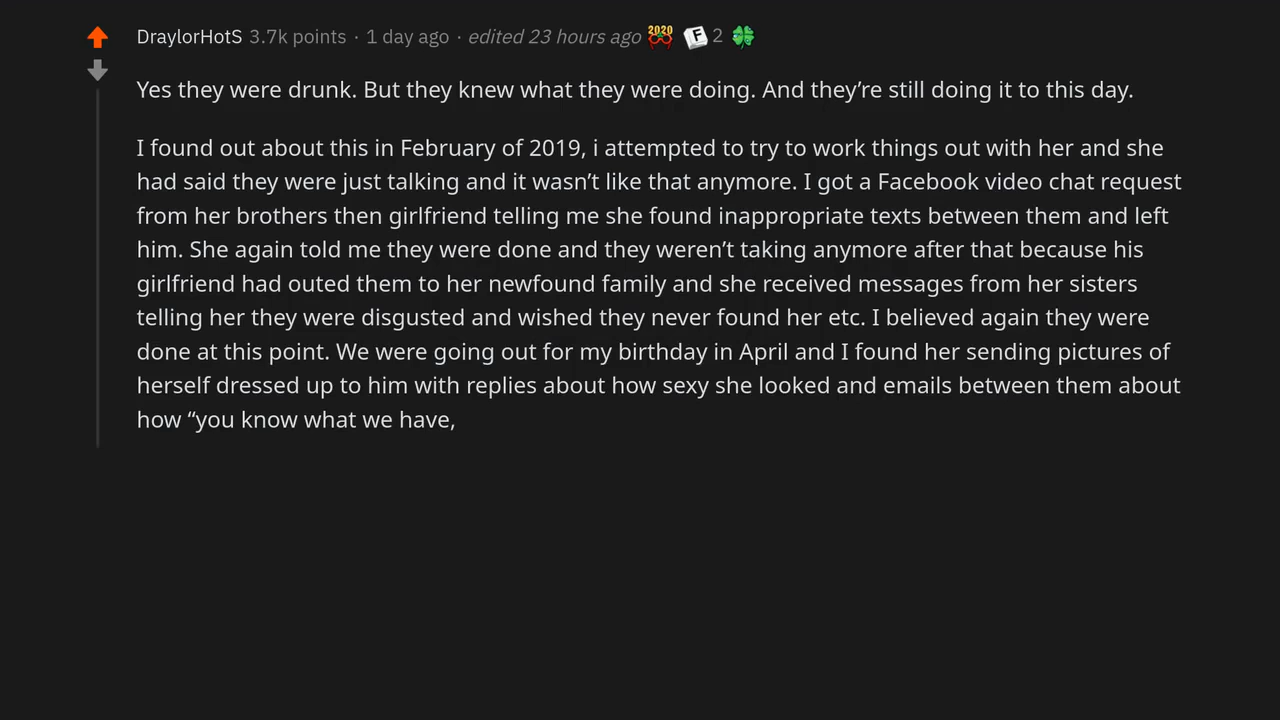 DraylorHotS 3.7k points · 1 day ago · edited 23 hours ago 2020 F 2
Yes they were drunk. But they knew what they were doing. And they’re still doing it to this day.
I found out about this in February of 2019, i attempted to try to work things out with her and she
had said they were just talking and it wasn’t like that anymore. I got a Facebook video chat request
from her brothers then girlfriend telling me she found inappropriate texts between them and left
him. She again told me they were done and they weren’t taking anymore after that because his
girlfriend had outed them to her newfound family and she received messages from her sisters
telling her they were disgusted and wished they never found her etc. I believed again they were
done at this point. We were going out for my birthday in April and I found her sending pictures of
herself dressed up to him with replies about how sexy she looked and emails between them about
how “you know what we have,